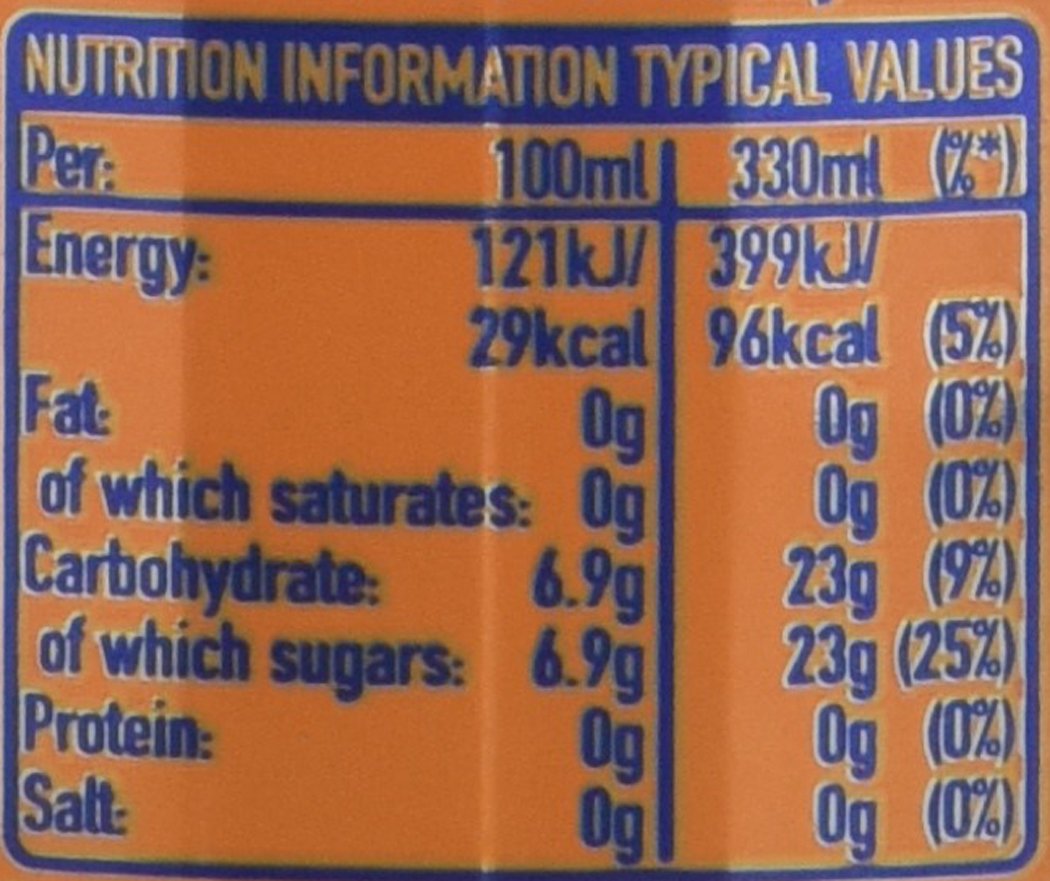 NUTRITION INFORMATION TYPICAL VALUES
Per: 100ml 330ml (%*)
Energy: 121kJ/ 399kJ/
29kcal 96kcal (5%)
Fat: 0g 0g (0%)
of which saturates: 0g 0g (0%)
Carbohydrate: 6.9g 23g (9%)
of which sugars: 6.9g 23g (25%)
Protein: 0g 0g (0%)
Salt: 0g 0g (0%)